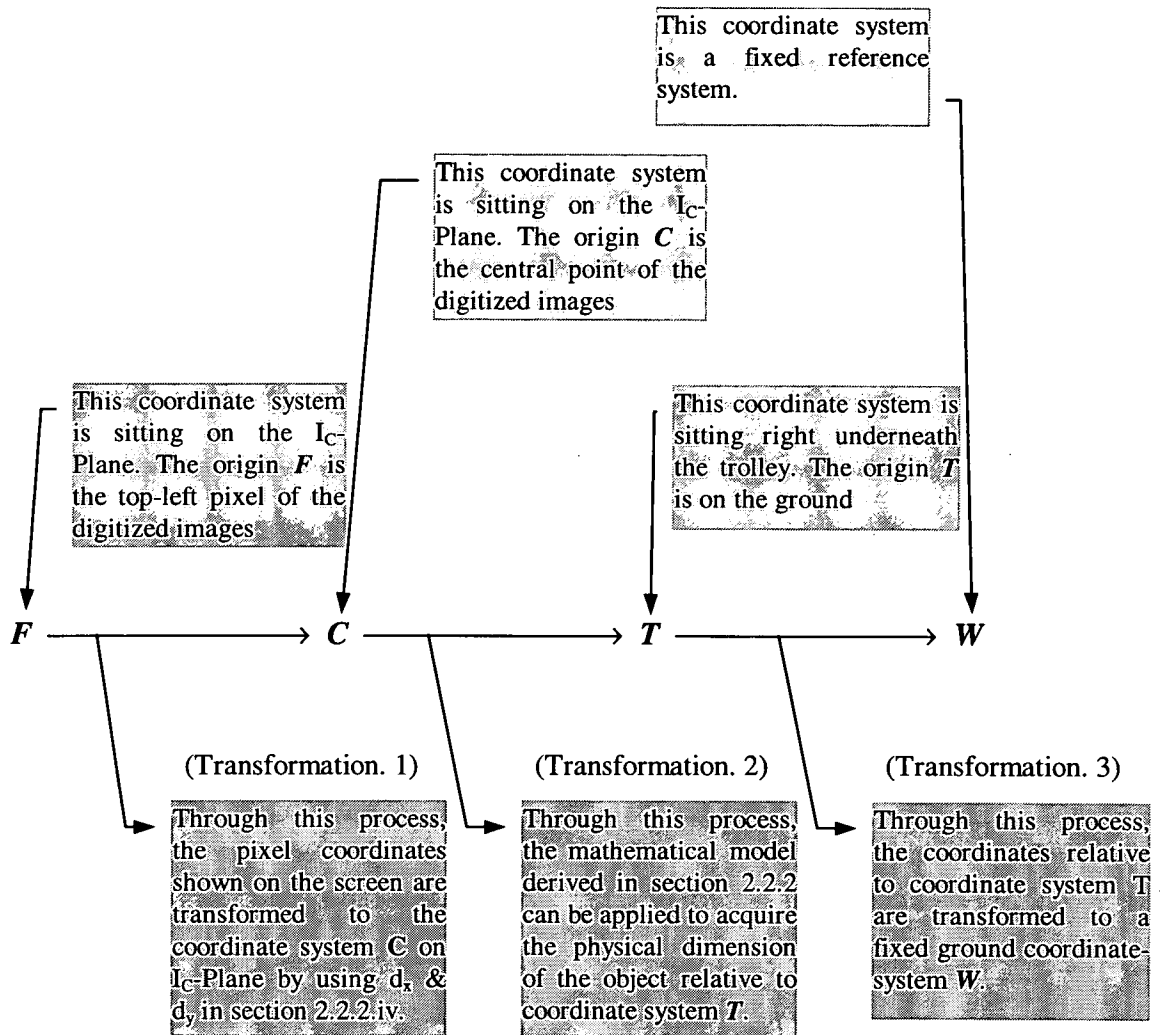 This coordinate system
is a fixed reference
system.
This coordinate system
is sitting on the I_C-
Plane. The origin C is
the central point of the
digitized images
This coordinate system
is sitting on the I_C-
Plane. The origin F is
the top-left pixel of the
digitized images
This coordinate system is
sitting right underneath
the trolley. The origin T
is on the ground
F C T W
(Transformation. 1)
Through this process,
the pixel coordinates
shown on the screen are
transformed to the
coordinate system C on
I_C-Plane by using d_x &
d_y in section 2.2.2.iv.
(Transformation. 2)
Through this process,
the mathematical model
derived in section 2.2.2
can be applied to acquire
the physical dimension
of the object relative to
coordinate system T.
(Transformation. 3)
Through this process,
the coordinates relative
to coordinate system T
are transformed to a
fixed ground coordinate-
system W.